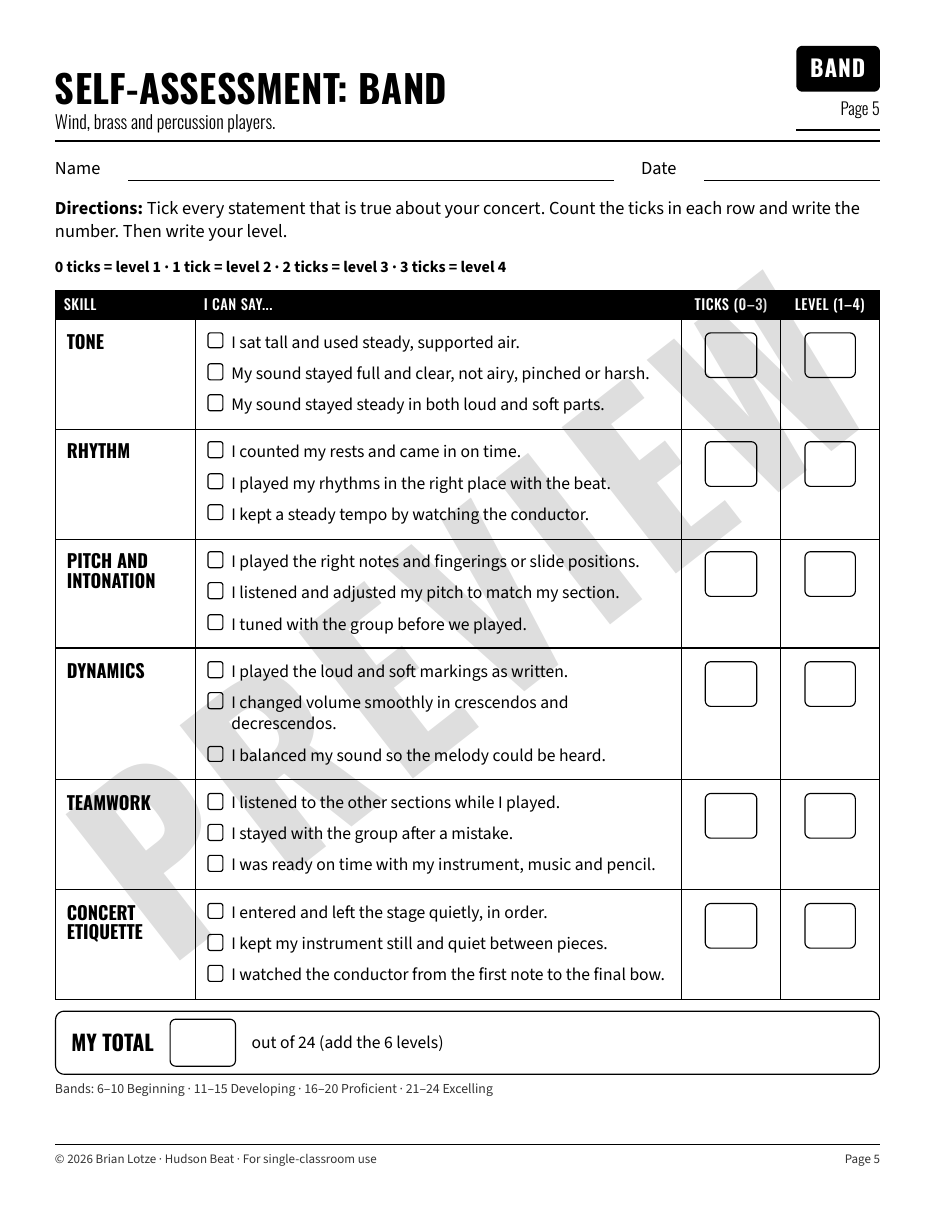 BAND
SELF-ASSESSMENT: BAND
Page 5
Wind, brass and percussion players.
Name Date
Directions: Tick every statement that is true about your concert. Count the ticks in each row and write the
number. Then write your level.
0 ticks = level 1 · 1 tick = level 2 · 2 ticks = level 3 · 3 ticks = level 4
SKILL I CAN SAY... TICKS (0–3) LEVEL (1–4)
TONE
I sat tall and used steady, supported air.
My sound stayed full and clear, not airy, pinched or harsh.
My sound stayed steady in both loud and soft parts.
RHYTHM
I counted my rests and came in on time.
I played my rhythms in the right place with the beat.
I kept a steady tempo by watching the conductor.
PITCH AND
INTONATION
I played the right notes and fingerings or slide positions.
I listened and adjusted my pitch to match my section.
I tuned with the group before we played.
DYNAMICS
I played the loud and soft markings as written.
I changed volume smoothly in crescendos and
decrescendos.
I balanced my sound so the melody could be heard.
TEAMWORK
I listened to the other sections while I played.
I stayed with the group after a mistake.
I was ready on time with my instrument, music and pencil.
CONCERT
ETIQUETTE
I entered and left the stage quietly, in order.
I kept my instrument still and quiet between pieces.
I watched the conductor from the first note to the final bow.
MY TOTAL out of 24 (add the 6 levels)
Bands: 6–10 Beginning · 11–15 Developing · 16–20 Proficient · 21–24 Excelling
© 2026 Brian Lotze · Hudson Beat · For single-classroom use Page 5
PREVIEW